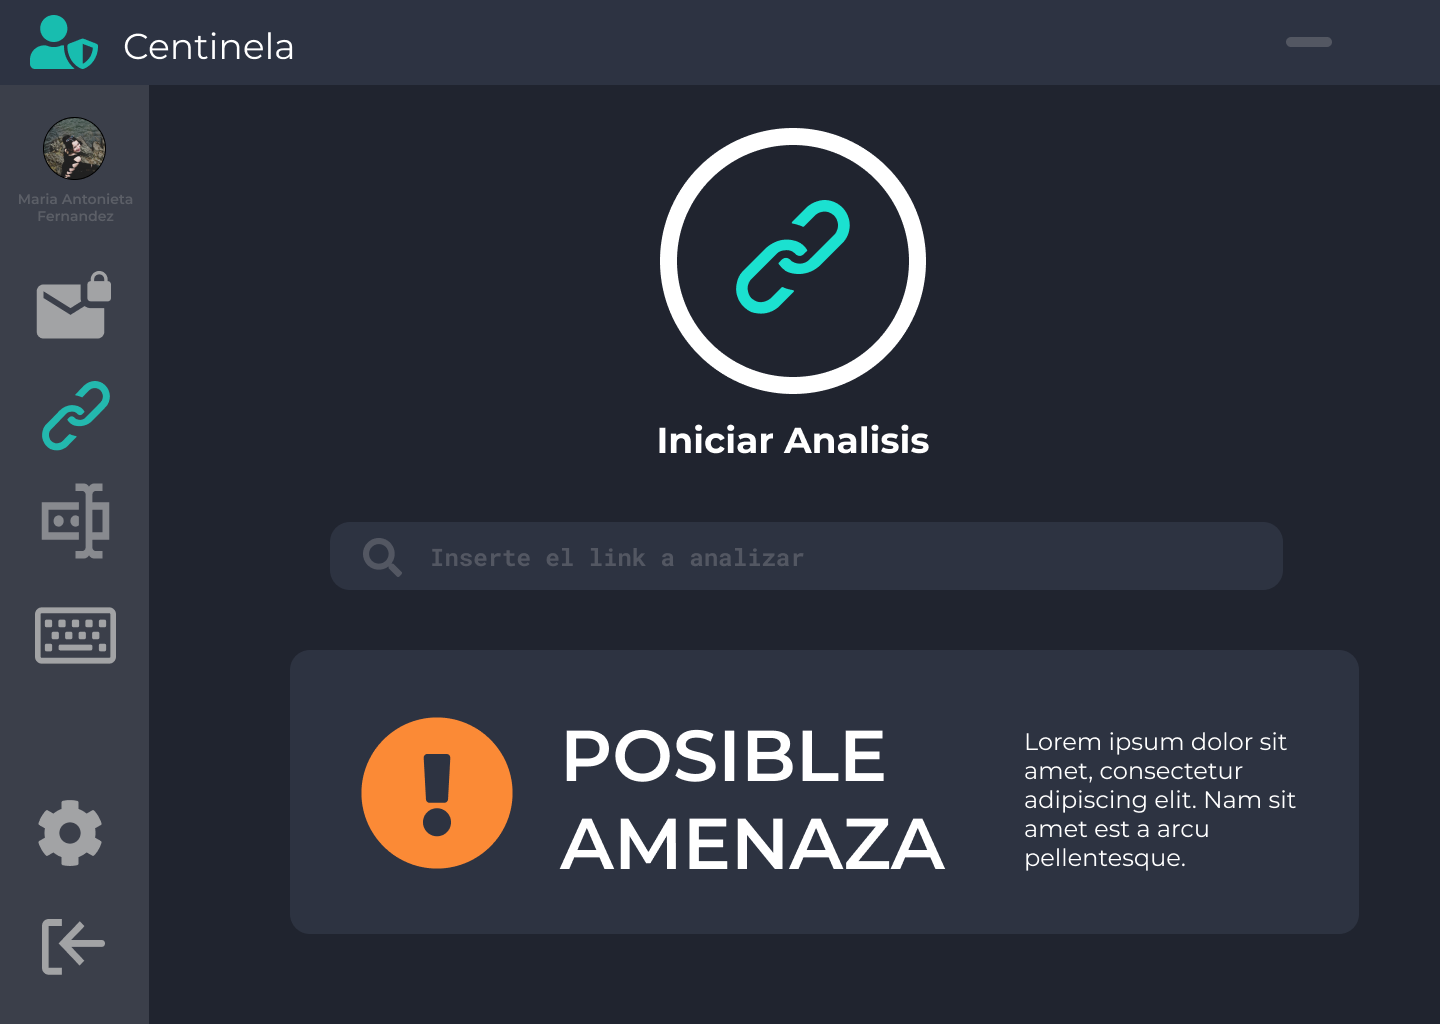 Centinela
Maria Antonieta
Fernandez
Iniciar Analisis
Inserte el link a analizar
POSIBLE
AMENAZA
Lorem ipsum dolor sit
amet, consectetur
adipiscing elit. Nam sit
amet est a arcu
pellentesque.